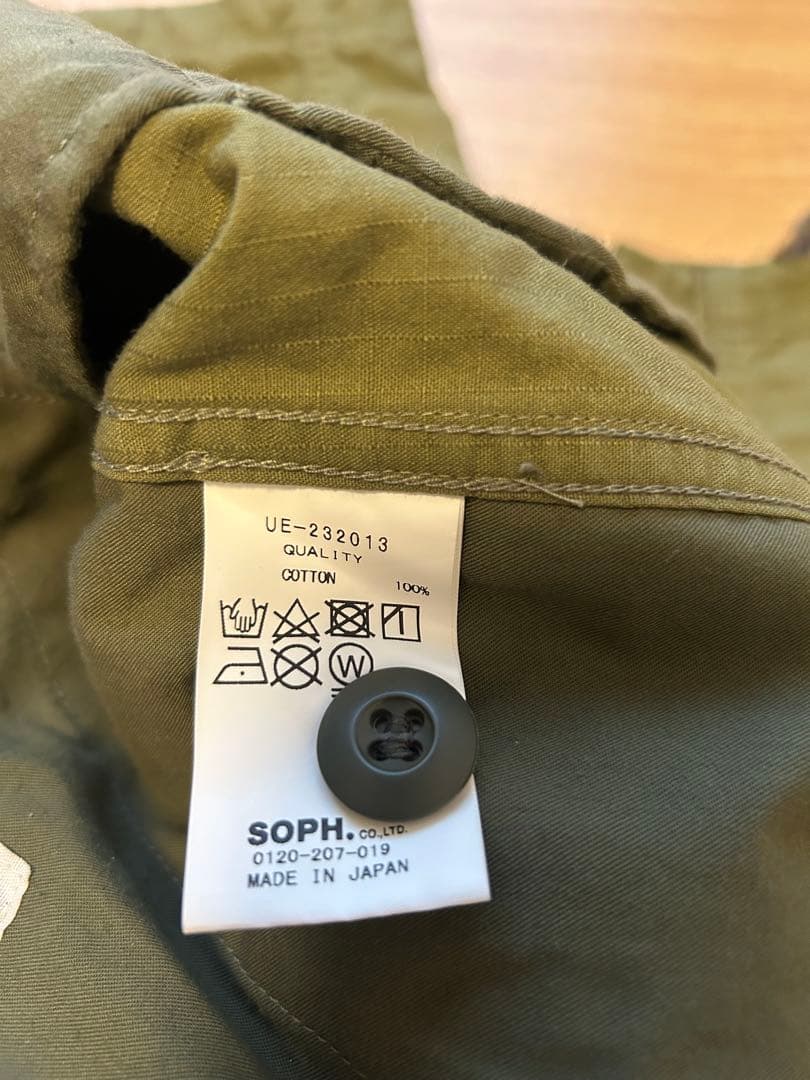 UE-232013
QUALITY
COTTON 100%
W
SOPH. CO.,LTD.
0120-207-019
MADE IN JAPAN